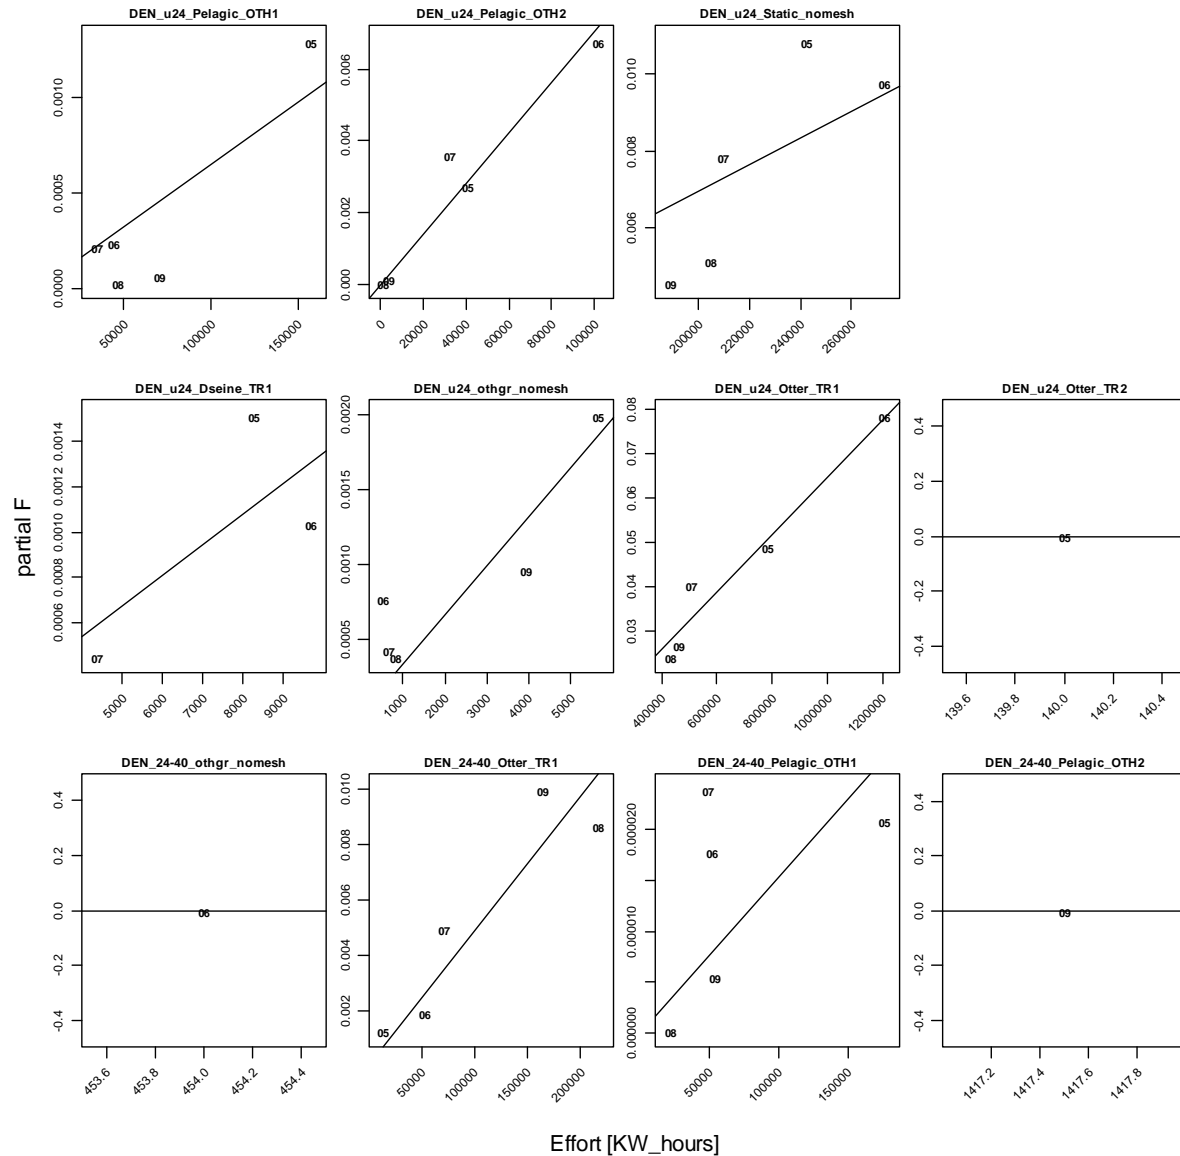 DEN_u24_Pelagic_OTH1 DEN_u24_Pelagic_OTH2 DEN_u24_Static_nomesh
0.0000 0.0005 0.0010
50000 100000 150000
05 06 07 08 09
0.000 0.002 0.004 0.006
0 20000 40000 60000 80000 100000
05 06 07 08 09
0.006 0.008 0.010
200000 220000 240000 260000
05 06 07 08 09
DEN_u24_Dseine_TR1 DEN_u24_othgr_nomesh DEN_u24_Otter_TR1 DEN_u24_Otter_TR2
0.0006 0.0008 0.0010 0.0012 0.0014
5000 6000 7000 8000 9000
05 06 07
0.0005 0.0010 0.0015 0.0020
1000 2000 3000 4000 5000
05 06 07 08 09
0.03 0.04 0.05 0.06 0.07 0.08
400000 600000 800000 1000000 1200000
05 06 07 08 09
-0.4 -0.2 0.0 0.2 0.4
139.6 139.8 140.0 140.2 140.4
05
DEN_24-40_othgr_nomesh DEN_24-40_Otter_TR1 DEN_24-40_Pelagic_OTH1 DEN_24-40_Pelagic_OTH2
-0.4 -0.2 0.0 0.2 0.4
453.6 453.8 454.0 454.2 454.4
06
0.002 0.004 0.006 0.008 0.010
50000 100000 150000 200000
05 06 07 08 09
0.000000 0.000010 0.000020
50000 100000 150000
05 06 07 08 09
-0.4 -0.2 0.0 0.2 0.4
1417.2 1417.4 1417.6 1417.8
09
partial F
Effort [KW_hours]